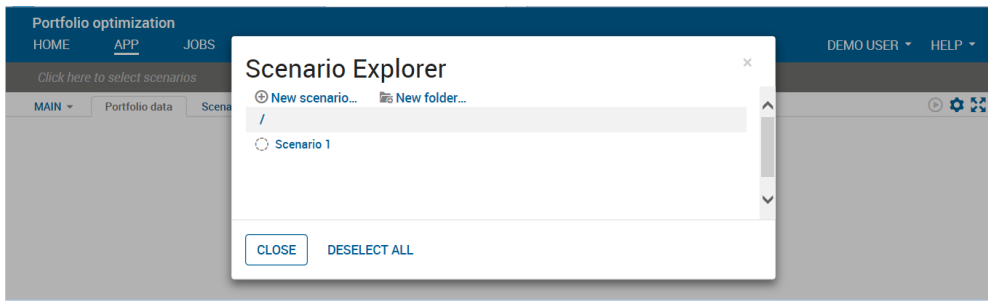 Portfolio optimization
HOME APP JOBS DEMO USER HELP
Click here to select scenarios
MAIN Portfolio data Scena
Scenario Explorer ×
New scenario... New folder...
/
Scenario 1
CLOSE DESELECT ALL